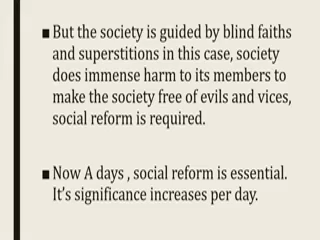 ▪But the society is guided by blind faiths
and superstitions in this case, society
does immense harm to its members to
make the society free of evils and vices,
social reform is required.
▪Now A days , social reform is essential.
It’s significance increases per day.